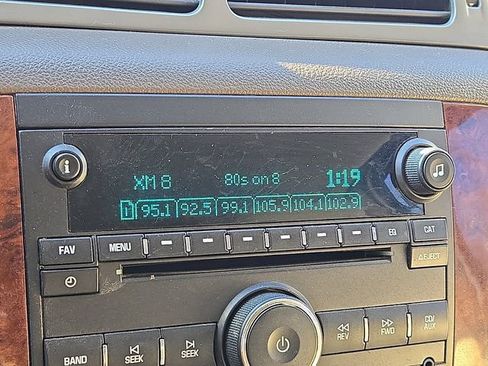 XM 8 80s on 8 1:19
1 95.1 92.5 99.1 105.9 104.1 102.9
FAV MENU EQ CAT
EJECT
BAND SEEK SEEK REV FWD CD/AUX